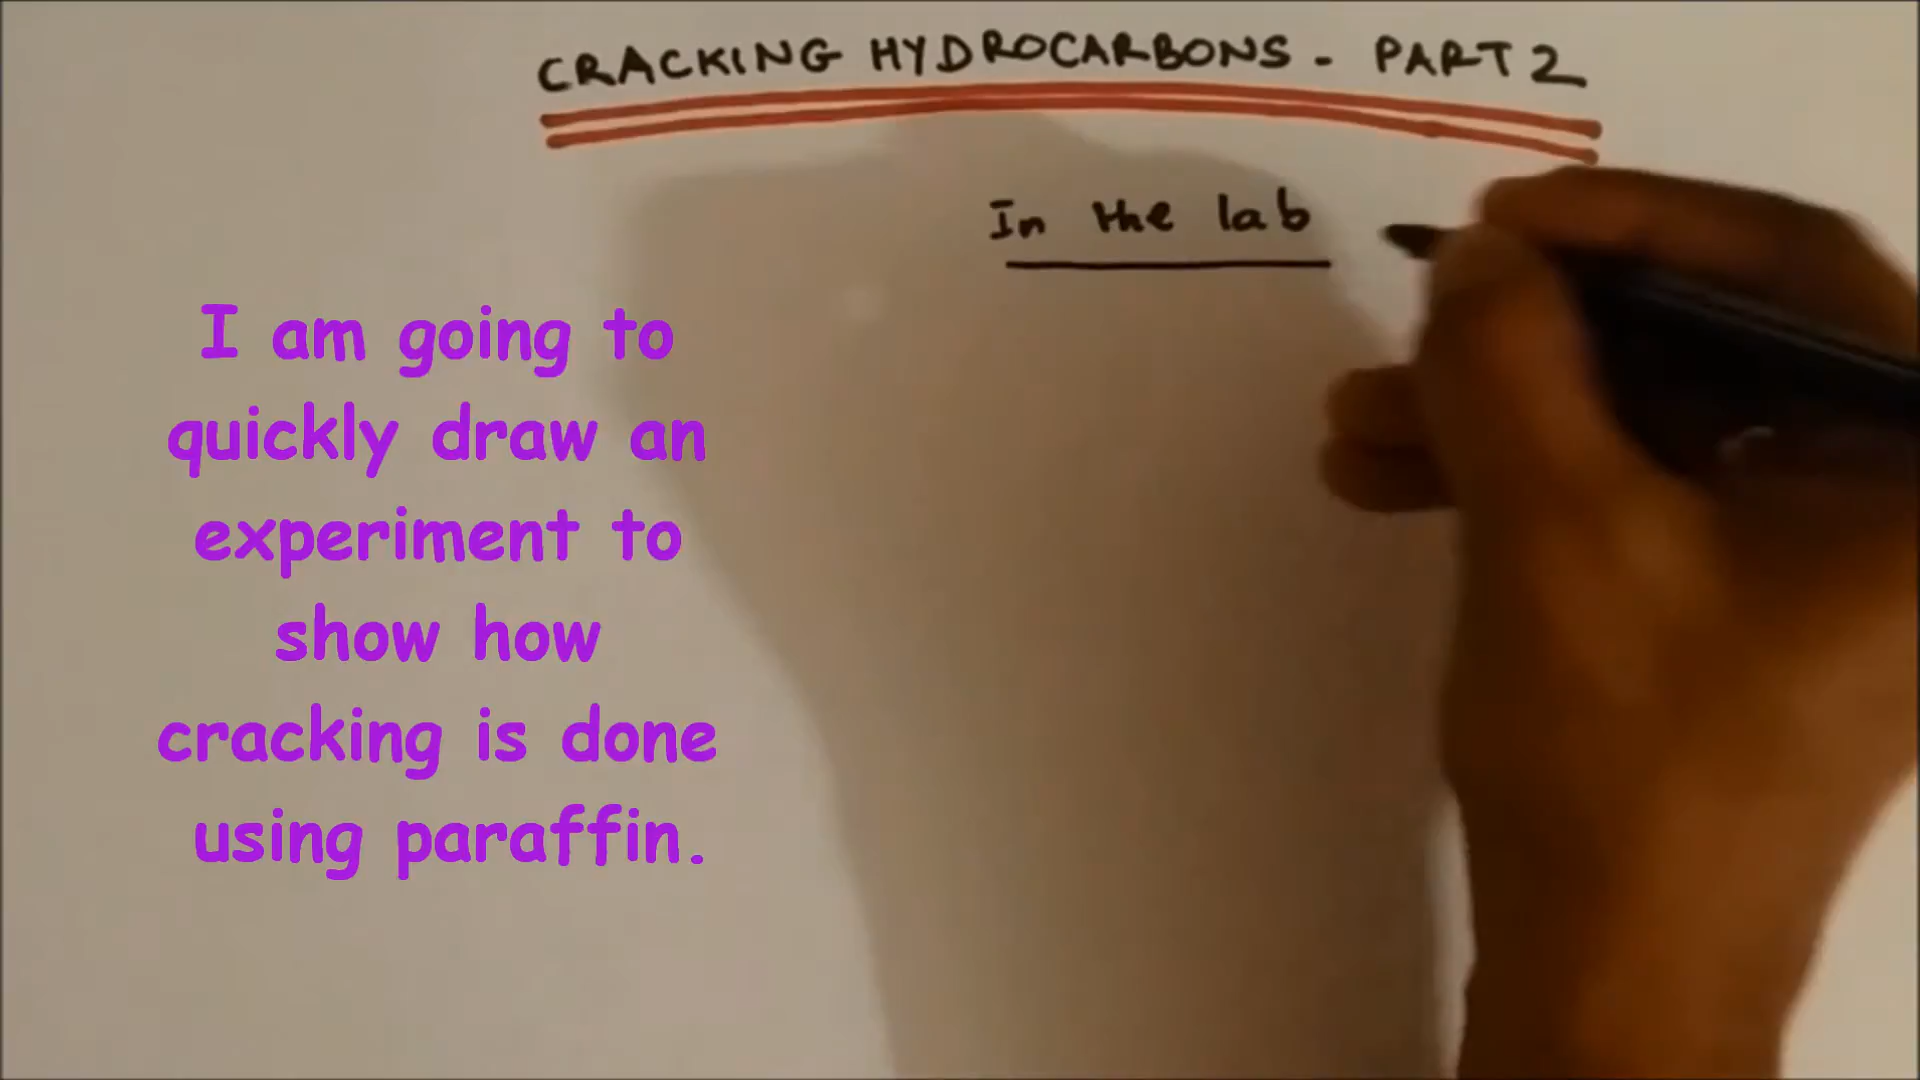 CRACKING HYDROCARBONS - PART 2
In the lab
I am going to
quickly draw an
experiment to
show how
cracking is done
using paraffin.